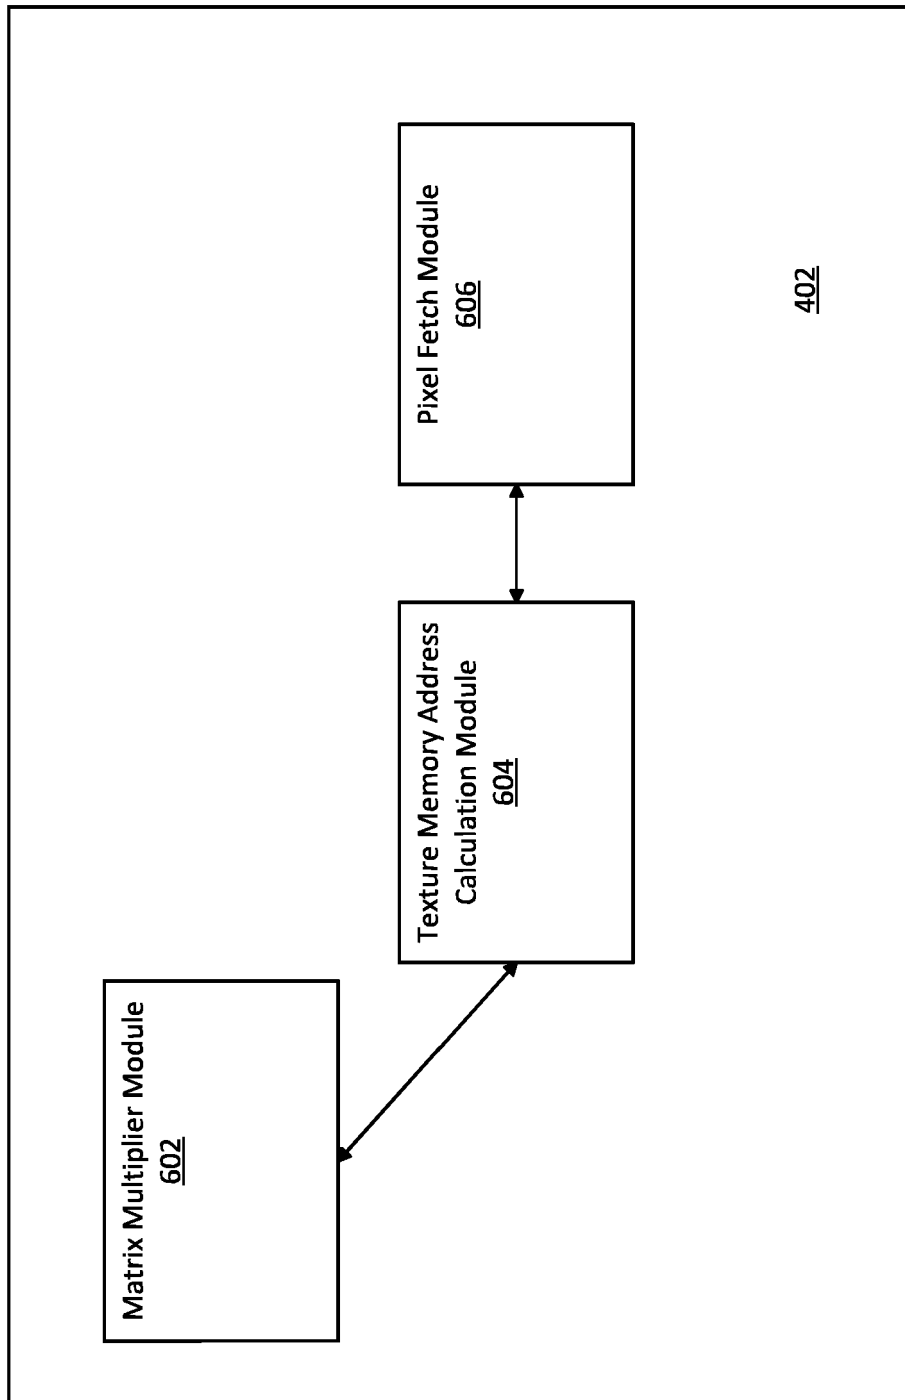 Matrix Multiplier Module
602
Texture Memory Address
Calculation Module
604
Pixel Fetch Module
606
402